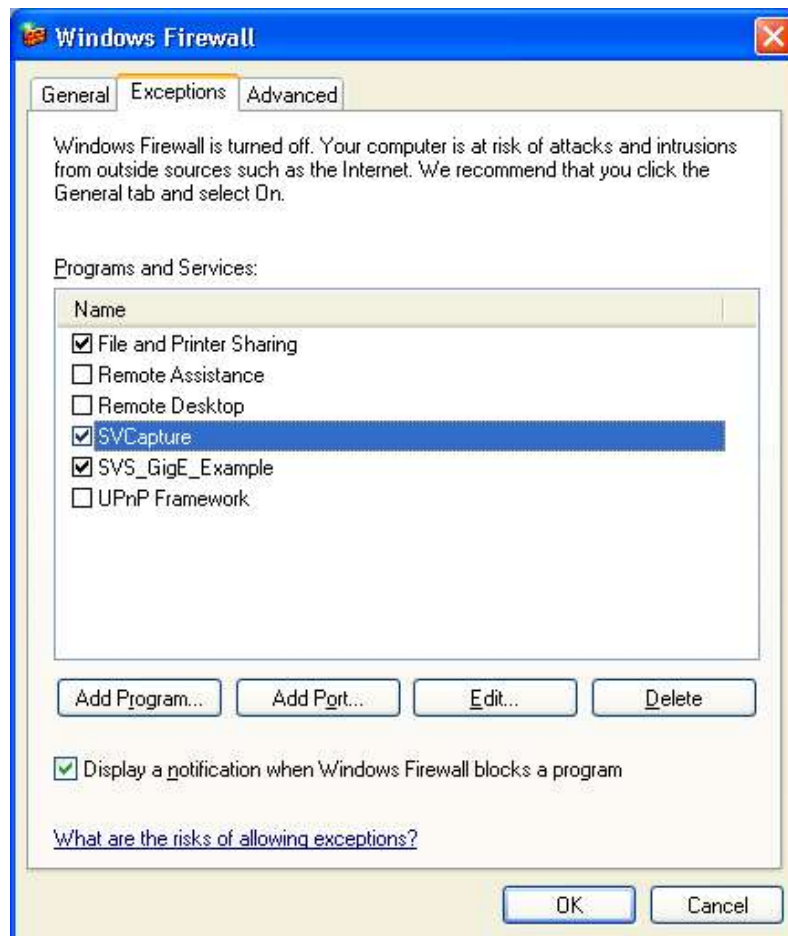 Windows Firewall
General Exceptions Advanced
Windows Firewall is turned off. Your computer is at risk of attacks and intrusions
from outside sources such as the Internet. We recommend that you click the
General tab and select On.
Programs and Services:
Name
File and Printer Sharing
Remote Assistance
Remote Desktop
SVCapture
SVS_GigE_Example
UPnP Framework
Add Program... Add Port... Edit... Delete
Display a notification when Windows Firewall blocks a program
What are the risks of allowing exceptions?
OK Cancel